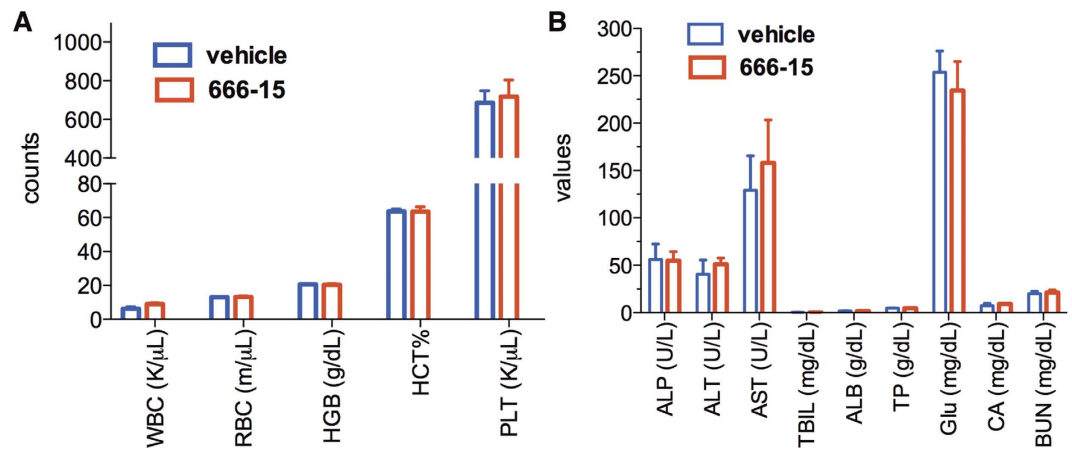 A
counts
1000
800
600
400
80
60
40
20
0
vehicle
666-15
WBC (K/µL)
RBC (m/µL)
HGB (g/dL)
HCT%
PLT (K/µL)
B
values
300
250
200
150
100
50
0
vehicle
666-15
ALP (U/L)
ALT (U/L)
AST (U/L)
TBIL (mg/dL)
ALB (g/dL)
TP (g/dL)
Glu (mg/dL)
CA (mg/dL)
BUN (mg/dL)